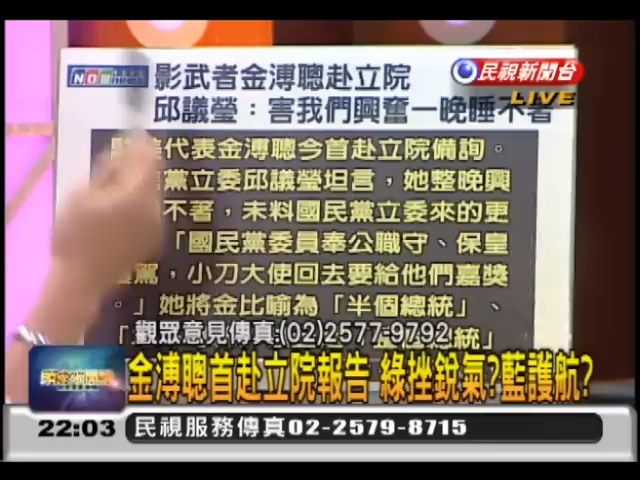 NOW
影武者金溥聰赴立院
民視新聞台
LIVE
邱議瑩:害我們興奮一晚睡不著
代表金溥聰今首赴立院備詢。
黨立委邱議瑩坦言,她整晚興
不著,未料國民黨立委來的更
「國民黨委員奉公職守、保皇
駕,小刀大使回去要給他們嘉獎
。」她將金比喻為「半個總統」、
統」
觀眾意見傳真:(02)2577-9792
金溥聰首赴立院報告 綠挫銳氣?藍護航?
22:03 民視服務傳真02-2579-8715